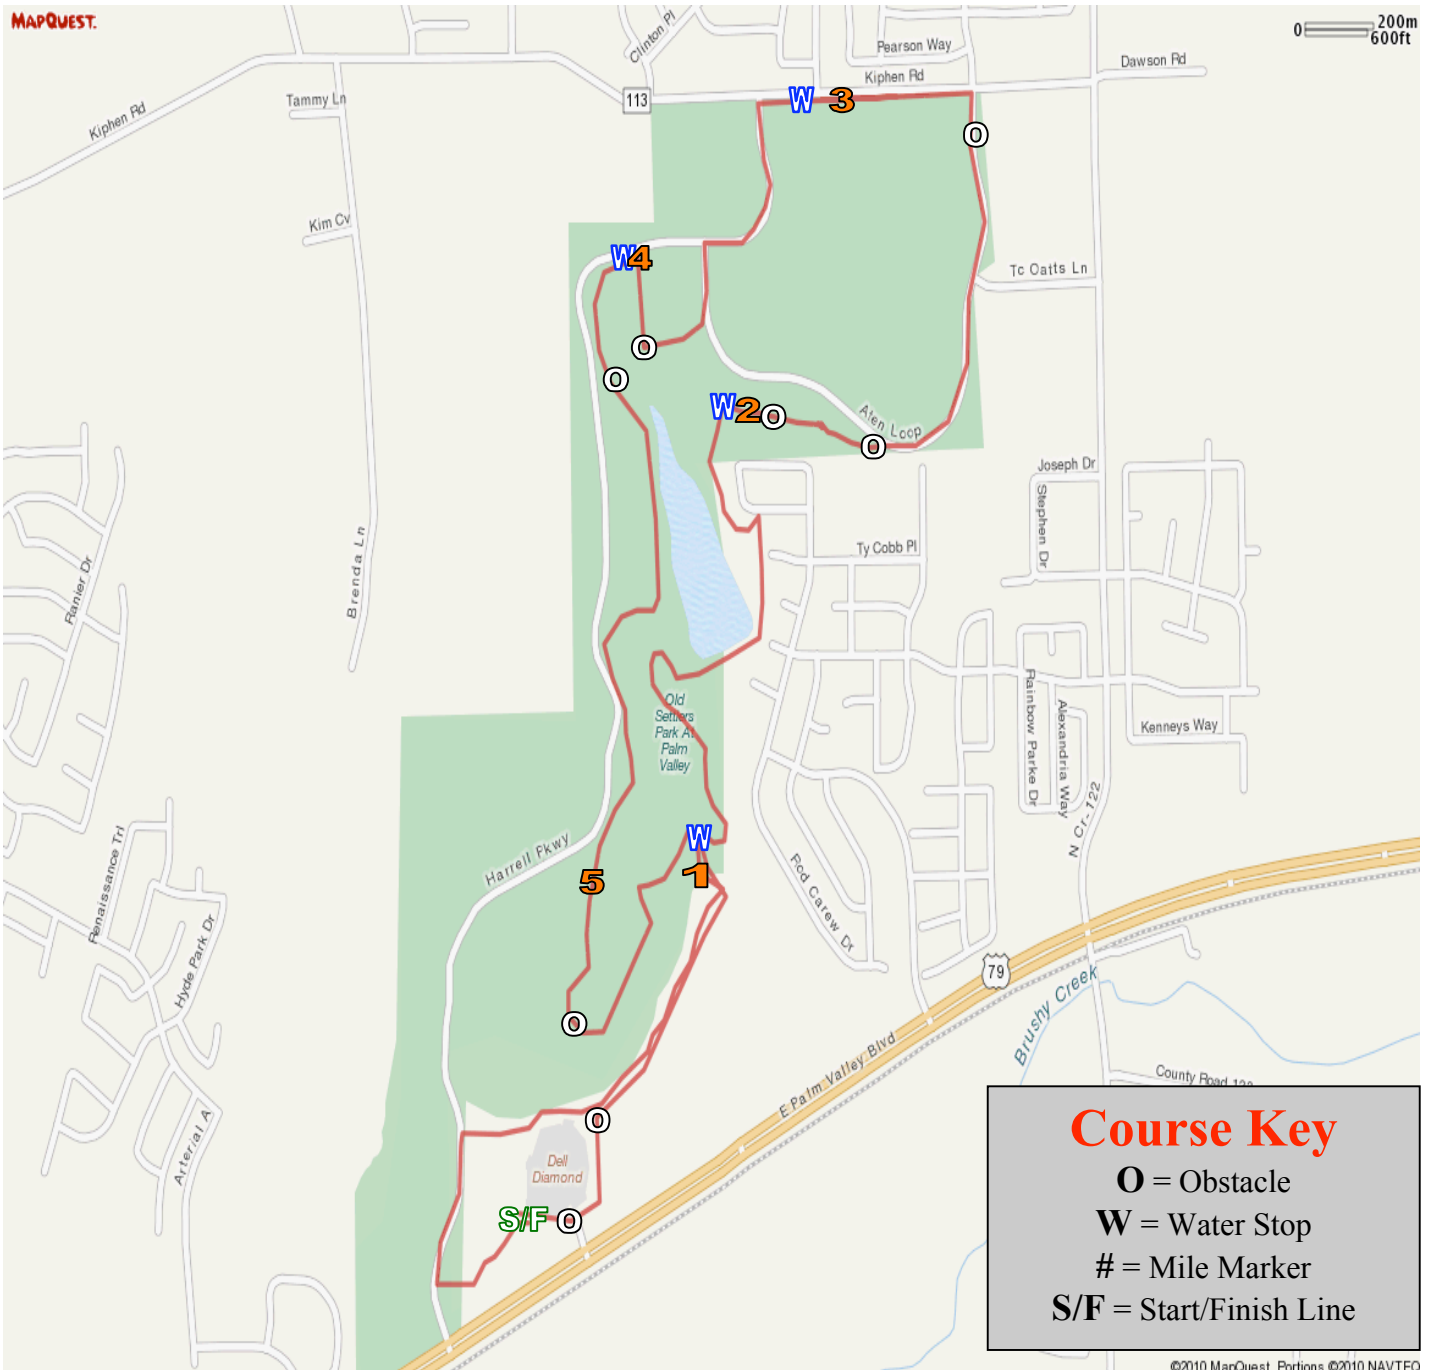 MAPQUEST.
0 200m
600ft
Clinton Pl
Pearson Way
Kiphen Rd
Dawson Rd
Tammy Ln
113
W 3
Kiphen Rd
O
Kim Cv
W4
Tc Oatts Ln
O
O
W2O
Aten Loop
O
Joseph Dr
Stephen Dr
Ty Cobb Pl
Brenda Ln
Ranier Dr
Old
Settlers
Park At
Palm
Valley
Rainbow Parke Dr
Alexandria Way
Kenneys Way
N Cr-122
W
Harrell Pkwy
Renaissance Trl
5
1
Rod Carew Dr
Hyde Park Dr
79
Brushy Creek
O
E Palm Valley Blvd
County Road
O
Arterial A
Dell
Diamond
S/F O
Course Key
O = Obstacle
W = Water Stop
# = Mile Marker
S/F = Start/Finish Line
©2010 MapQuest Portions ©2010 NAVTEQ